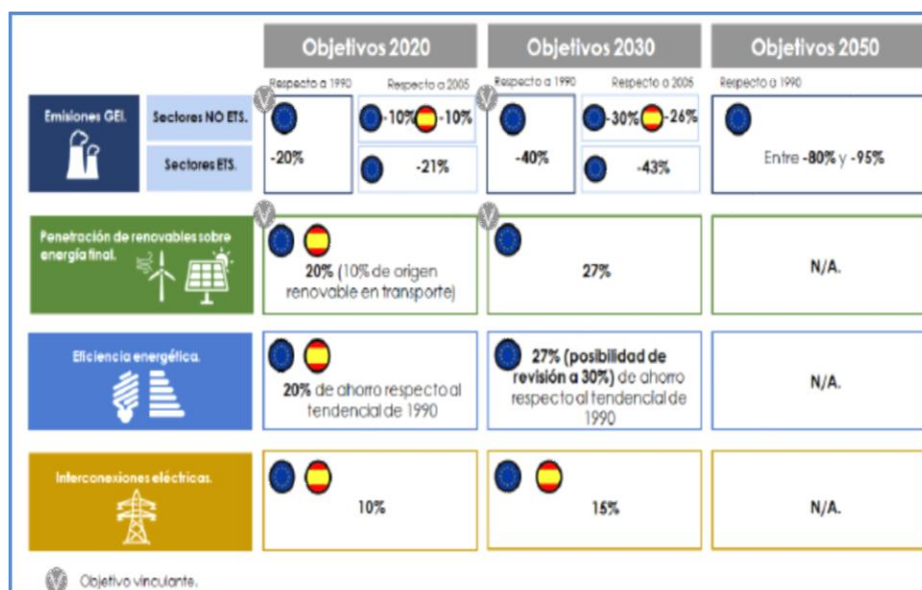 Objetivos 2020
Objetivos 2030
Objetivos 2050
Respecto a 1990
Respecto a 2005
Respecto a 1990
Respecto a 2005
Respecto a 1990
Emisiones GEI.
Sectores NO ETS.
Sectores ETS.
-20%
-10%
-10%
-21%
-40%
-30%
-26%
-43%
Entre -80% y -95%
Penetración de renovables sobre
energía final.
20% (10% de origen
renovable en transporte)
27%
N/A.
Eficiencia energética.
20% de ahorro respecto al
tendencial de 1990
27% (posibilidad de
revisión a 30%) de ahorro
respecto al tendencial de
1990
N/A.
Interconexiones eléctricas.
10%
15%
N/A.
V Objetivo vinculante.